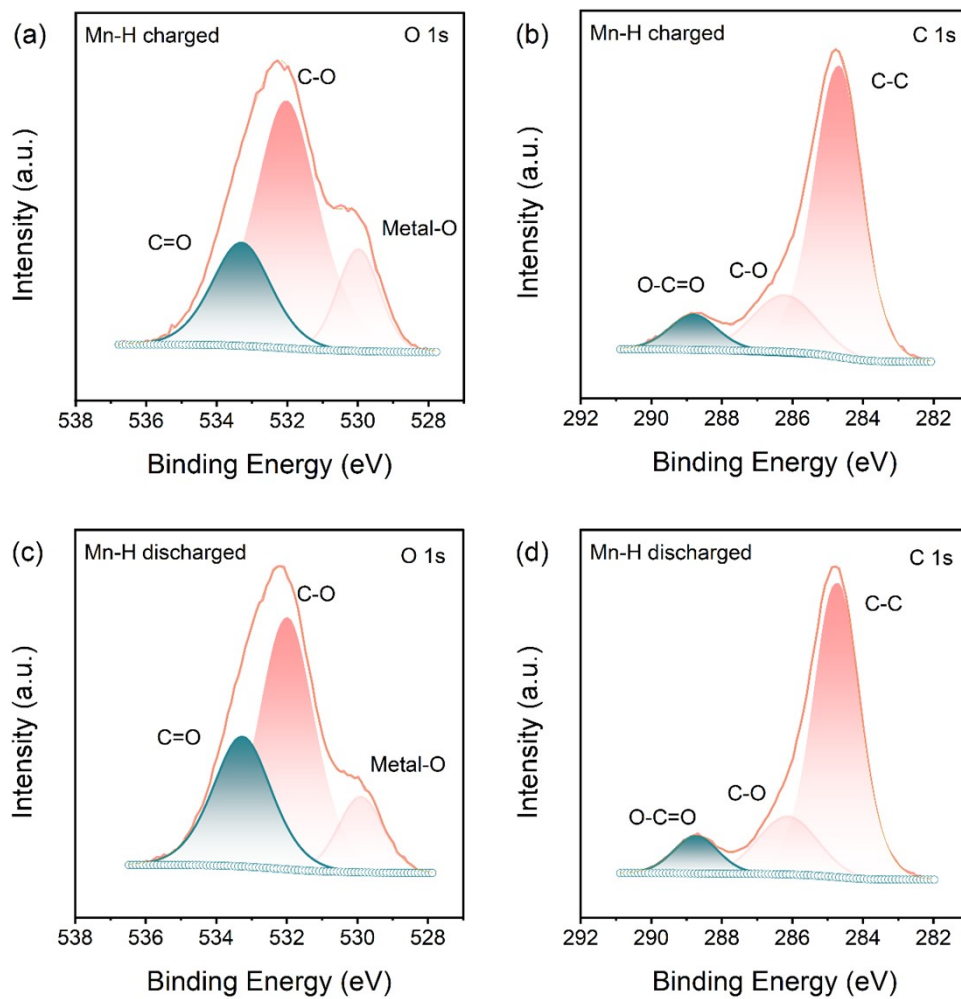 (a)
Mn-H charged
O 1s
C-O
C=O
Metal-O
Intensity (a.u.)
538 536 534 532 530 528
Binding Energy (eV)
(b)
Mn-H charged
C 1s
C-C
C-O
O-C=O
Intensity (a.u.)
292 290 288 286 284 282
Binding Energy (eV)
(c)
Mn-H discharged
O 1s
C-O
C=O
Metal-O
Intensity (a.u.)
538 536 534 532 530 528
Binding Energy (eV)
(d)
Mn-H discharged
C 1s
C-C
C-O
O-C=O
Intensity (a.u.)
292 290 288 286 284 282
Binding Energy (eV)